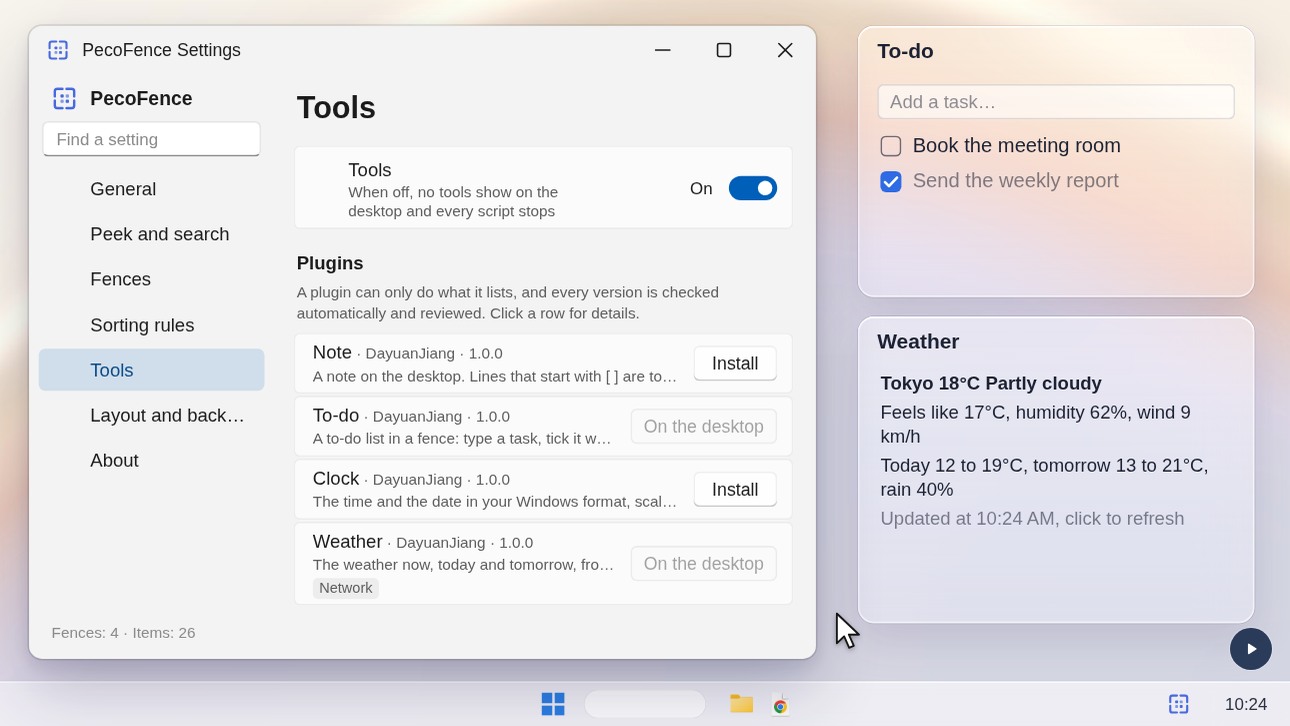 PecoFence Settings
PecoFence
Find a setting
General
Peek and search
Fences
Sorting rules
Tools
Layout and back…
About
Fences: 4 · Items: 26
Tools
Tools
When off, no tools show on the
desktop and every script stops
On
Plugins
A plugin can only do what it lists, and every version is checked
automatically and reviewed. Click a row for details.
Note · DayuanJiang · 1.0.0
A note on the desktop. Lines that start with [ ] are to…
Install
To-do · DayuanJiang · 1.0.0
A to-do list in a fence: type a task, tick it w…
On the desktop
Clock · DayuanJiang · 1.0.0
The time and the date in your Windows format, scal…
Install
Weather · DayuanJiang · 1.0.0
The weather now, today and tomorrow, fro…
Network
On the desktop
To-do
Add a task…
Book the meeting room
Send the weekly report
Weather
Tokyo 18°C Partly cloudy
Feels like 17°C, humidity 62%, wind 9
km/h
Today 12 to 19°C, tomorrow 13 to 21°C,
rain 40%
Updated at 10:24 AM, click to refresh
10:24